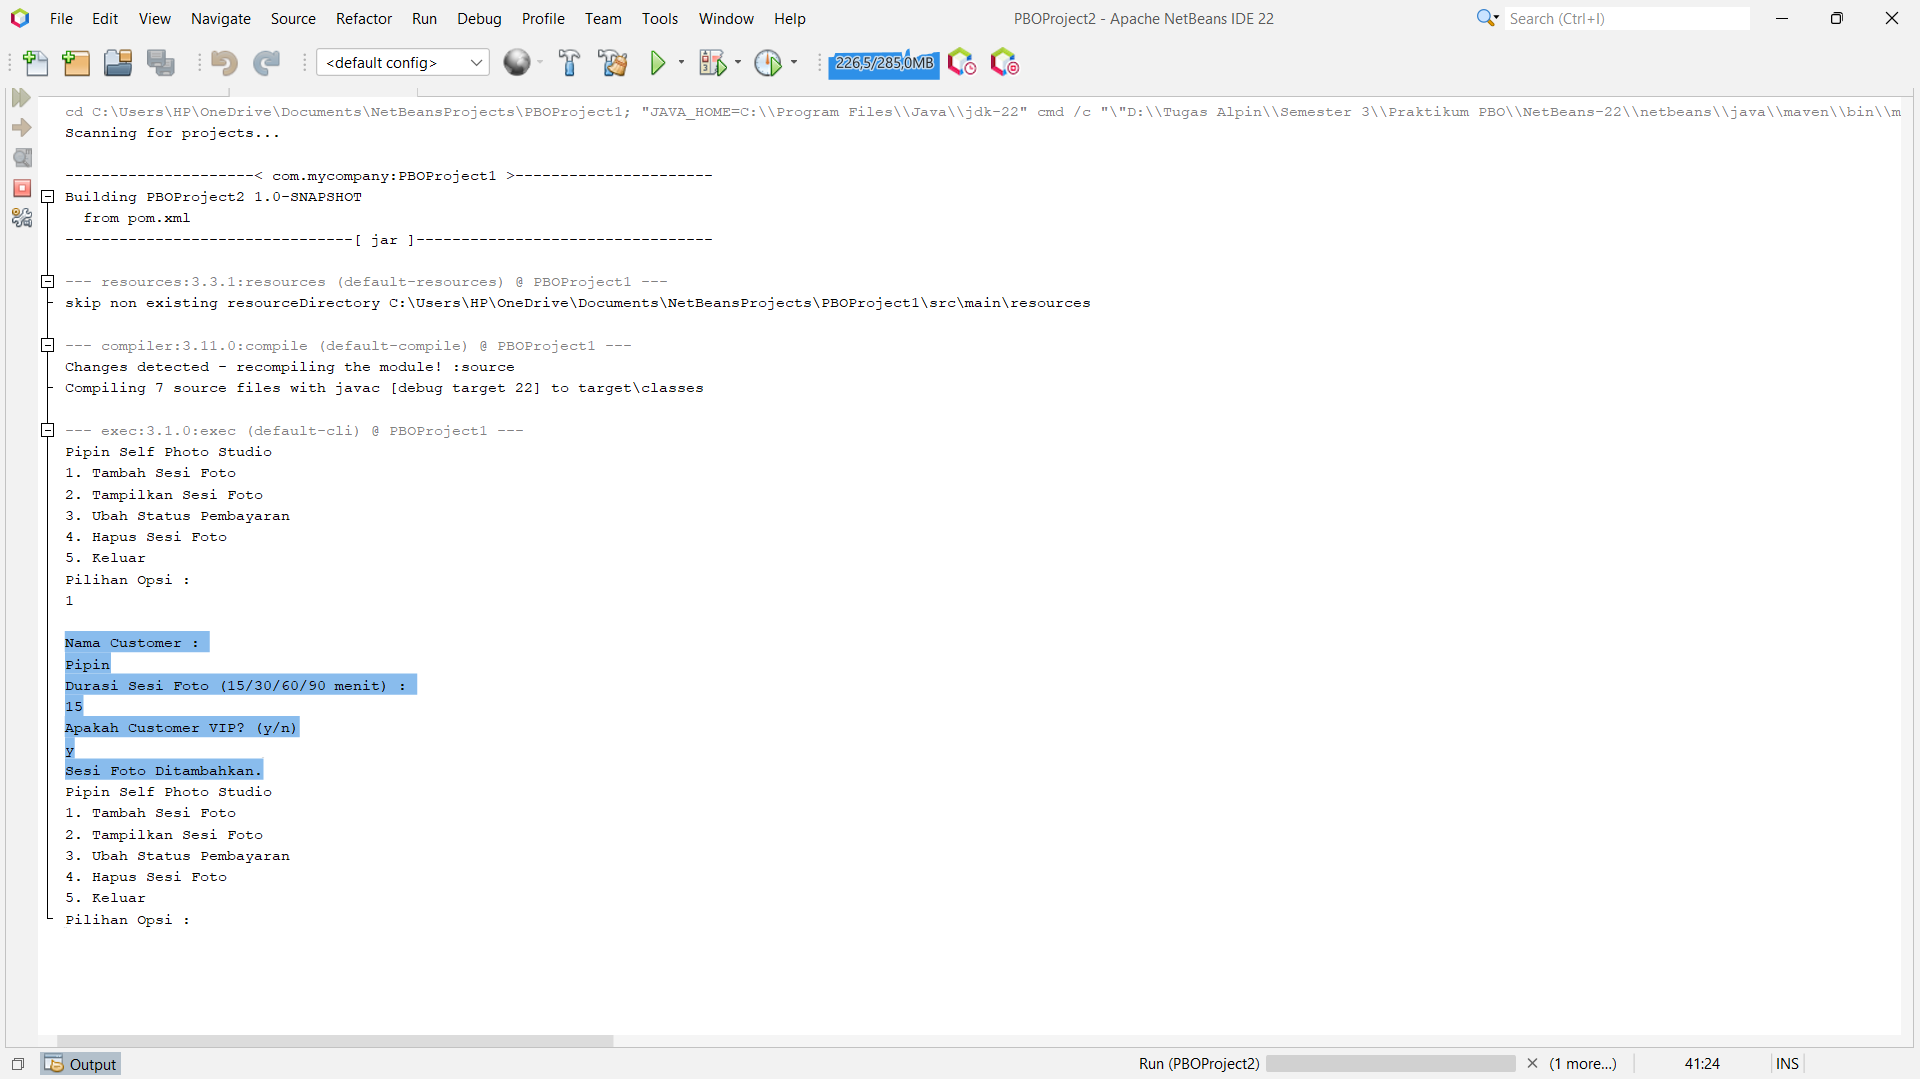 File Edit View Navigate Source Refactor Run Debug Profile Team Tools Window Help
PBOProject2 - Apache NetBeans IDE 22
Search (Ctrl+I)
<default config>
226,5/285,0MB
cd C:\Users\HP\OneDrive\Documents\NetBeansProjects\PBOProject1; "JAVA_HOME=C:\\Program Files\\Java\\jdk-22" cmd /c "\"D:\\Tugas Alpin\\Semester 3\\Praktikum PBO\\NetBeans-22\\netbeans\\java\\maven\\bin\\m
Scanning for projects...
---------------------< com.mycompany:PBOProject1 >----------------------
Building PBOProject2 1.0-SNAPSHOT
from pom.xml
--------------------------------[ jar ]---------------------------------
--- resources:3.3.1:resources (default-resources) @ PBOProject1 ---
skip non existing resourceDirectory C:\Users\HP\OneDrive\Documents\NetBeansProjects\PBOProject1\src\main\resources
--- compiler:3.11.0:compile (default-compile) @ PBOProject1 ---
Changes detected - recompiling the module! :source
Compiling 7 source files with javac [debug target 22] to target\classes
--- exec:3.1.0:exec (default-cli) @ PBOProject1 ---
Pipin Self Photo Studio
1. Tambah Sesi Foto
2. Tampilkan Sesi Foto
3. Ubah Status Pembayaran
4. Hapus Sesi Foto
5. Keluar
Pilihan Opsi :
1
Nama Customer :
Pipin
Durasi Sesi Foto (15/30/60/90 menit) :
15
Apakah Customer VIP? (y/n)
y
Sesi Foto Ditambahkan.
Pipin Self Photo Studio
1. Tambah Sesi Foto
2. Tampilkan Sesi Foto
3. Ubah Status Pembayaran
4. Hapus Sesi Foto
5. Keluar
Pilihan Opsi :
Output
Run (PBOProject2)
(1 more...)
41:24
INS